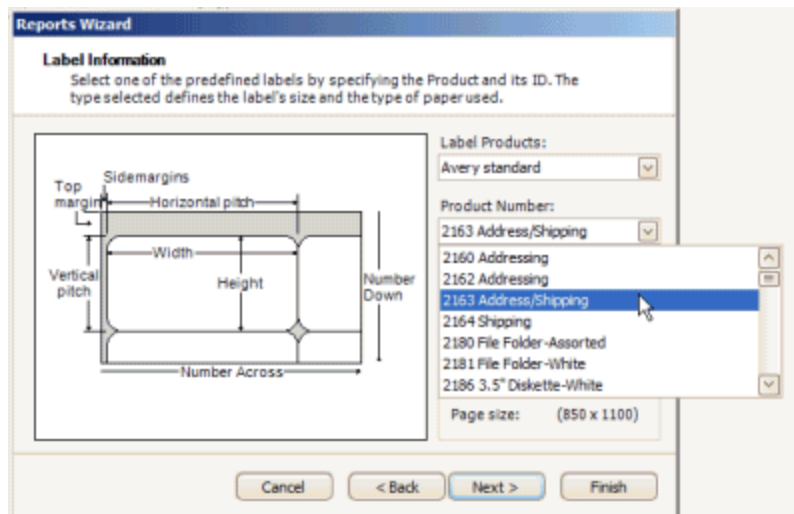 Reports Wizard
Label Information
Select one of the predefined labels by specifying the Product and its ID. The
type selected defines the label's size and the type of paper used.
Label Products:
Avery standard
Product Number:
2163 Address/Shipping
2160 Addressing
2162 Addressing
2163 Address/Shipping
2164 Shipping
2180 File Folder-Assorted
2181 File Folder-White
2186 3.5" Diskette-White
Page size: (850 x 1100)
Sidemargins
Top
margin
Horizontal pitch
Width
Vertical
pitch
Height
Number
Down
Number Across
Cancel
< Back
Next >
Finish